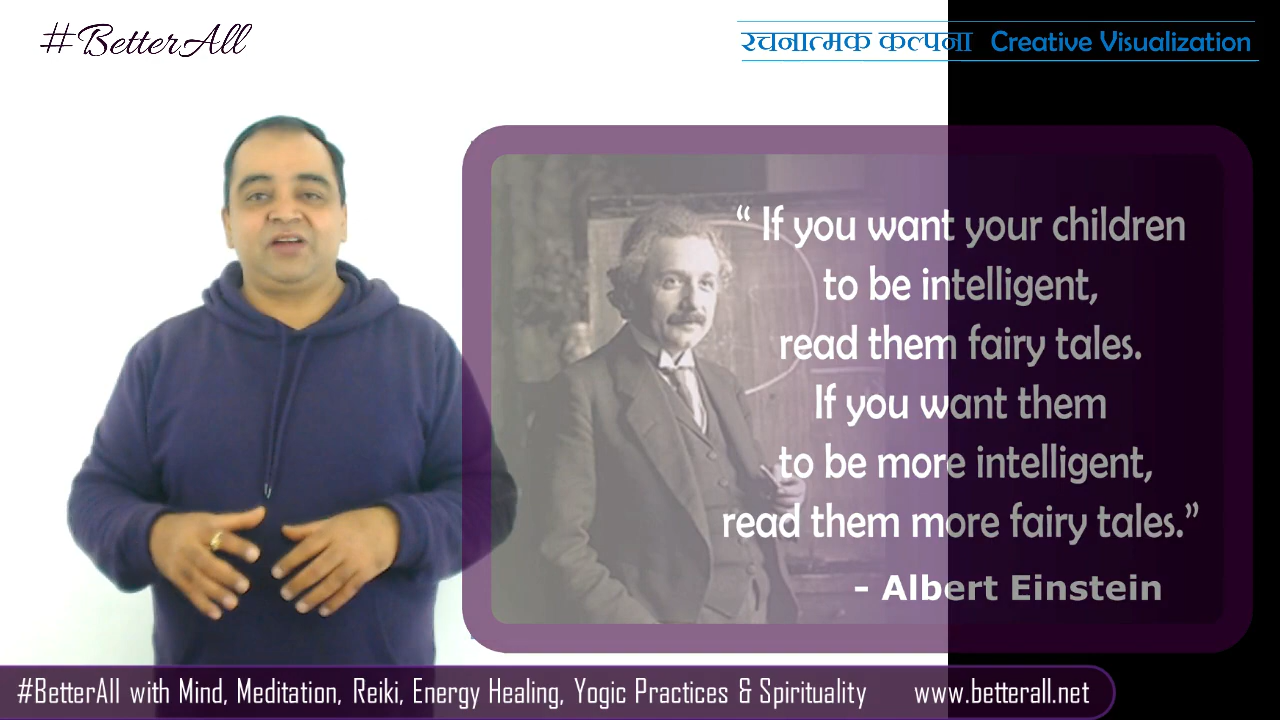 #BetterAll
रचनात्मक कल्पना Creative Visualization
“ If you want your children
to be intelligent,
read them fairy tales.
If you want them
to be more intelligent,
read them more fairy tales.”
– Albert Einstein
#BetterAll with Mind, Meditation, Reiki, Energy Healing, Yogic Practices & Spirituality www.betterall.net